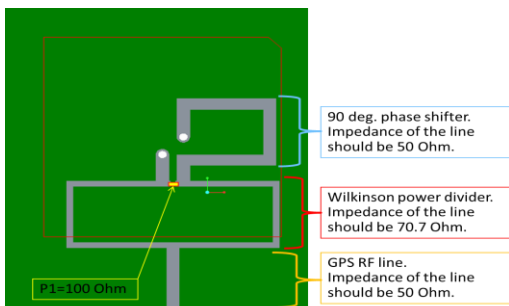 90 deg. phase shifter.
Impedance of the line
should be 50 Ohm.
Wilkinson power divider.
Impedance of the line
should be 70.7 Ohm.
GPS RF line.
Impedance of the line
should be 50 Ohm.
P1=100 Ohm